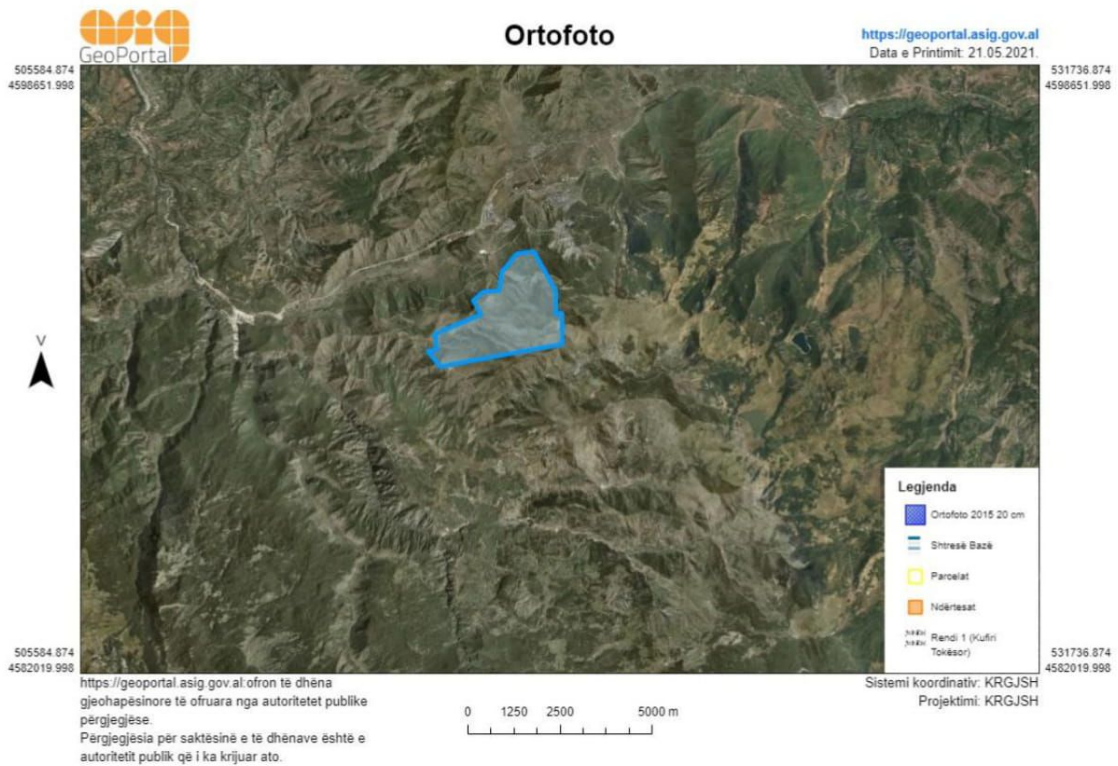 asig
GeoPortal
Ortofoto
https://geoportal.asig.gov.al
Data e Printimit: 21.05.2021.
505584.874
4598651.998
531736.874
4598651.998
V
Legjenda
Ortofoto 2015 20 cm
Shtresë Bazë
Parcelat
Ndërtesat
Rendi 1 (Kufiri
Tokësor)
505584.874
4582019.998
531736.874
4582019.998
https://geoportal.asig.gov.al:ofron të dhëna
gjeohapësinore të ofruara nga autoritetet publike
përgjegjëse.
Përgjegjësia për saktësinë e të dhënave është e
autoritetit publik që i ka krijuar ato.
0 1250 2500 5000 m
Sistemi koordinativ: KRGJSH
Projektimi: KRGJSH